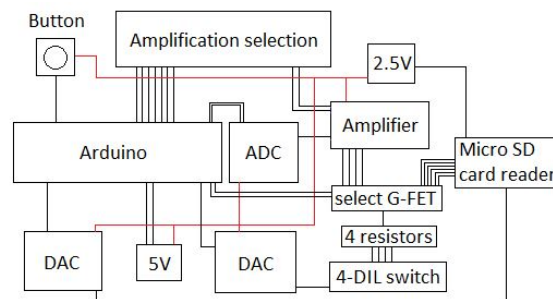 Button
Amplification selection
2.5V
Arduino
ADC
Amplifier
Micro SD
card reader
select G-FET
4 resistors
DAC
5V
DAC
4-DIL switch